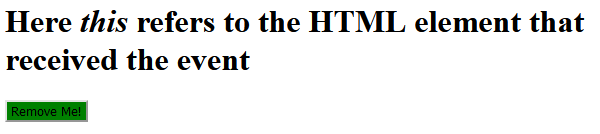 Here this refers to the HTML element that
received the event
Remove Me!